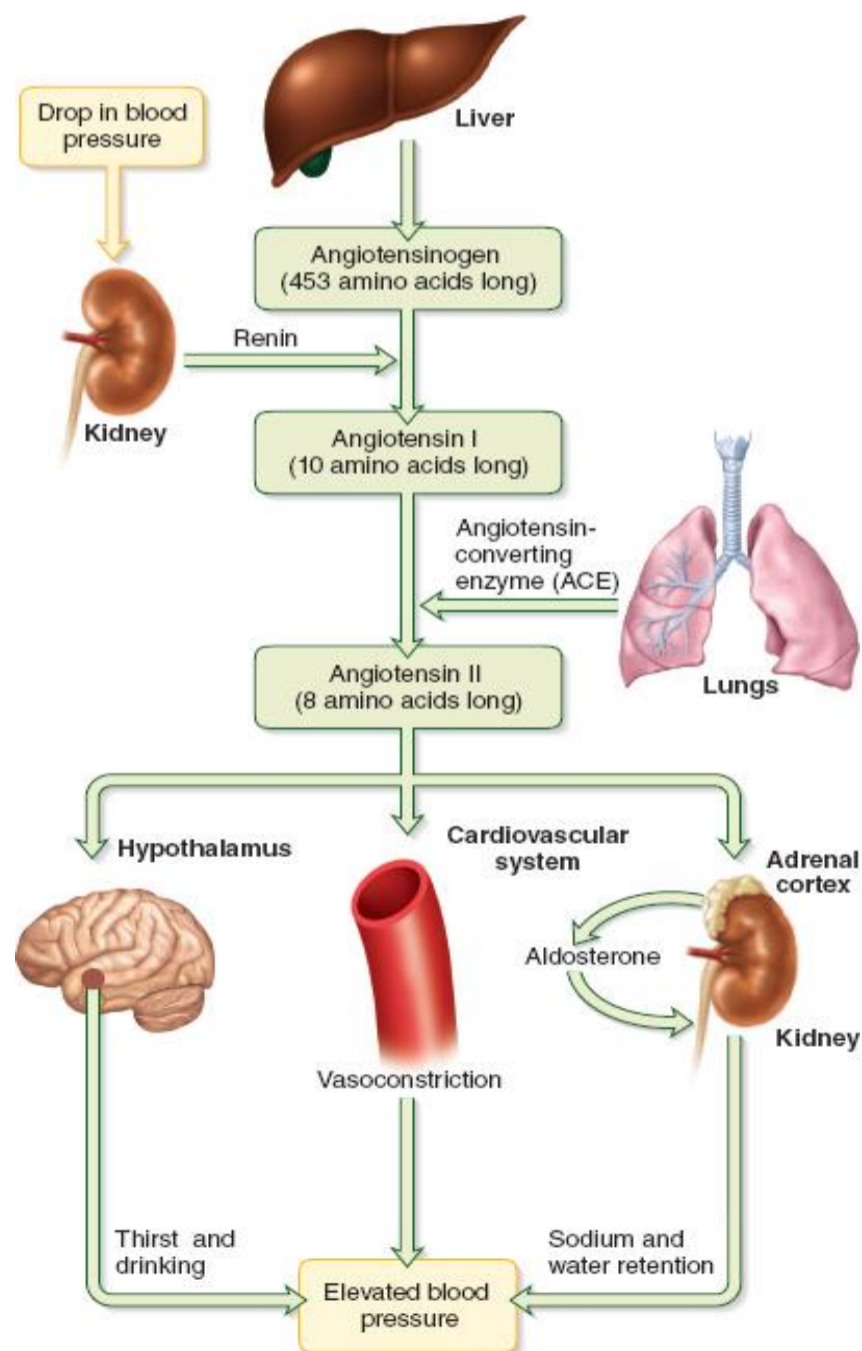 Liver
Drop in blood
pressure
Angiotensinogen
(453 amino acids long)
Renin
Kidney
Angiotensin I
(10 amino acids long)
Angiotensin-
converting
enzyme (ACE)
Lungs
Angiotensin II
(8 amino acids long)
Hypothalamus
Cardiovascular
system
Adrenal
cortex
Aldosterone
Kidney
Vasoconstriction
Thirst and
drinking
Sodium and
water retention
Elevated blood
pressure